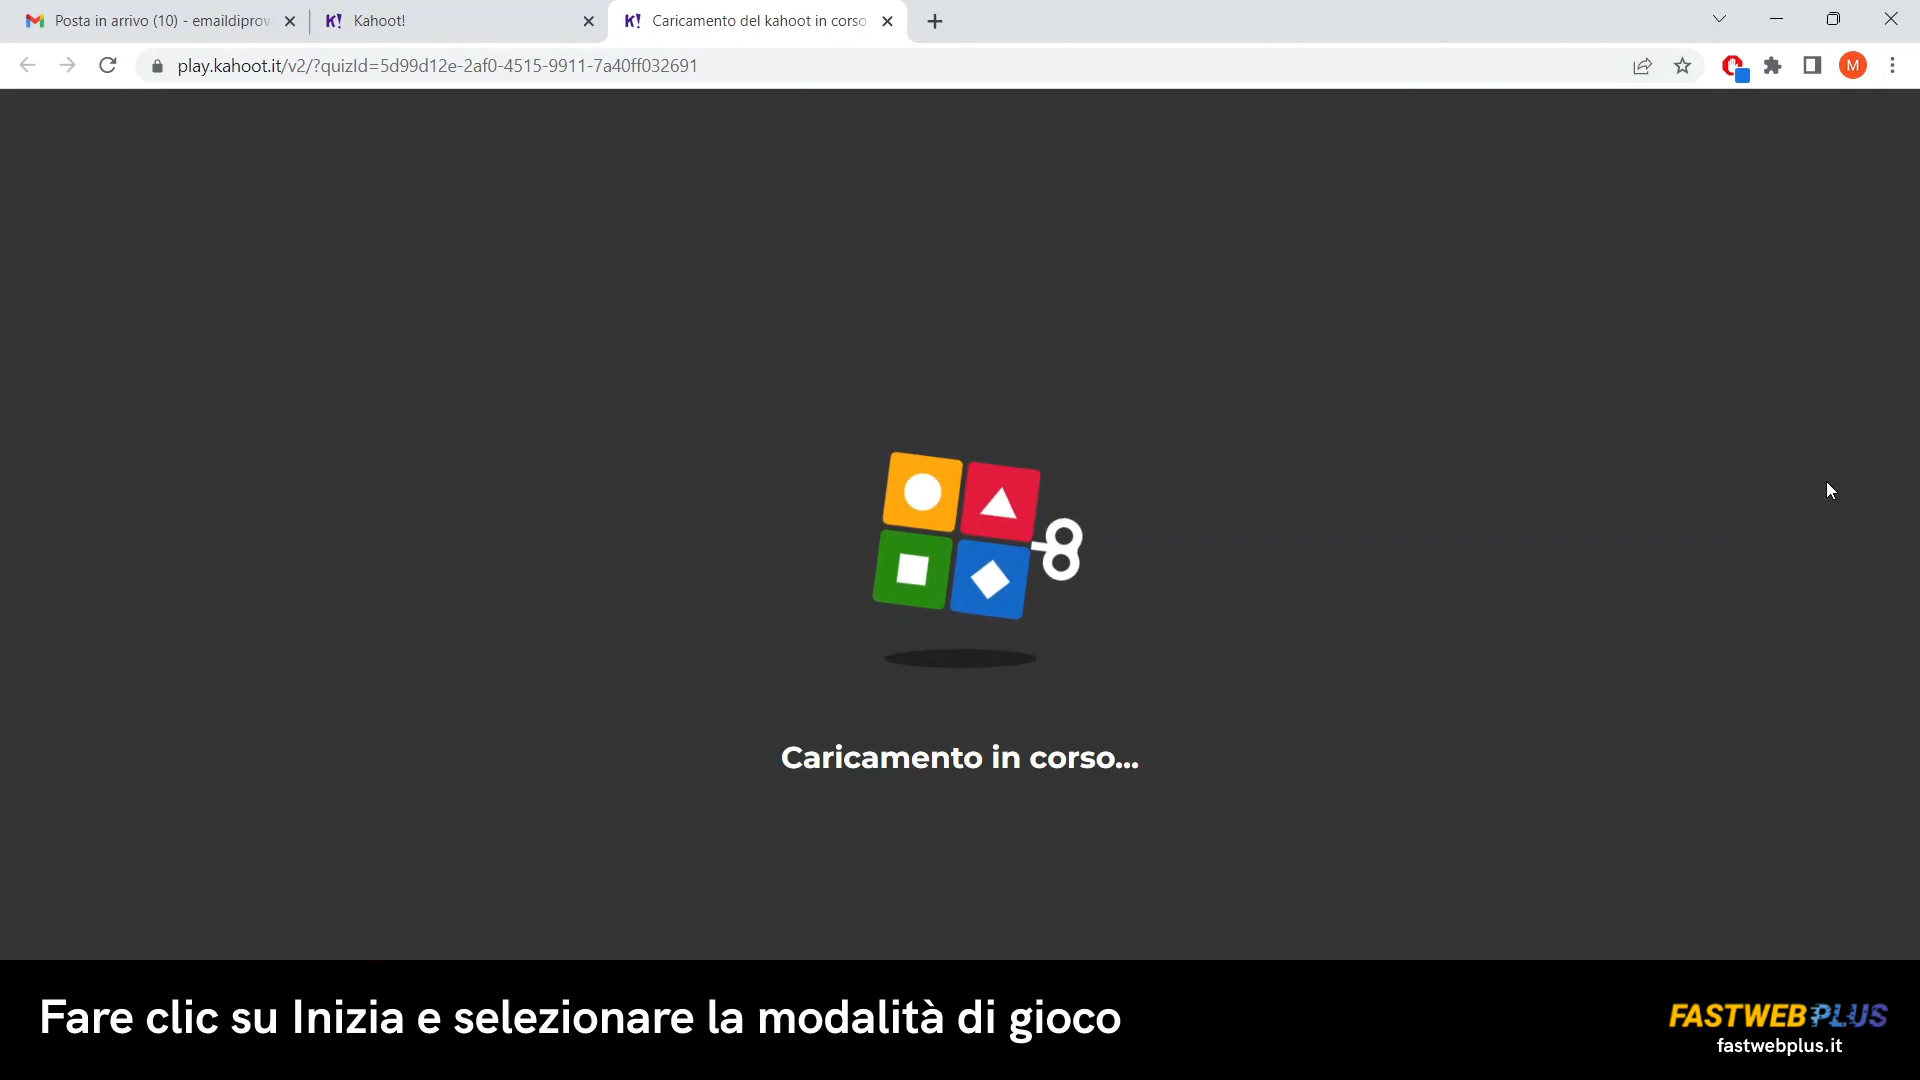 Posta in arrivo (10) - emaildiprov
Kahoot!
Caricamento del kahoot in corso
play.kahoot.it/v2/?quizId=5d99d12e-2af0-4515-9911-7a40ff032691
M
Caricamento in corso...
Fare clic su Inizia e selezionare la modalità di gioco
FASTWEBPLUS
fastwebplus.it